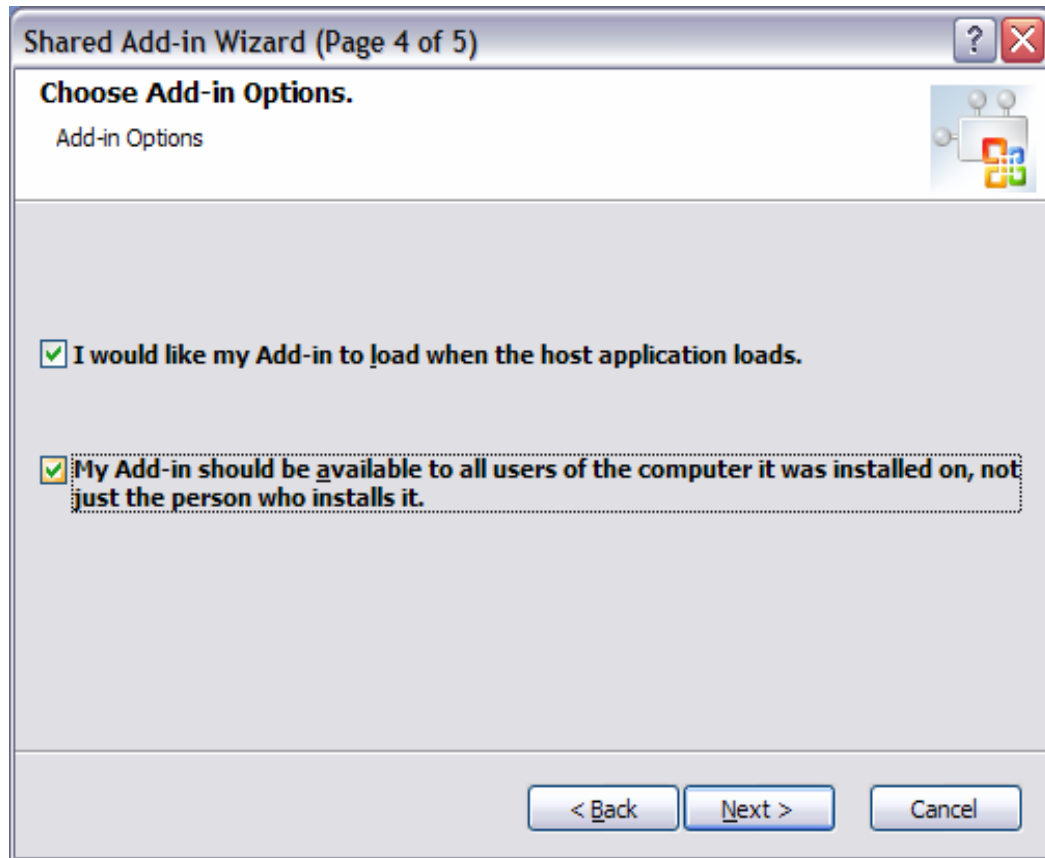 Shared Add-in Wizard (Page 4 of 5)
?
Choose Add-in Options.
Add-in Options
I would like my Add-in to load when the host application loads.
My Add-in should be available to all users of the computer it was installed on, not
just the person who installs it.
< Back Next > Cancel